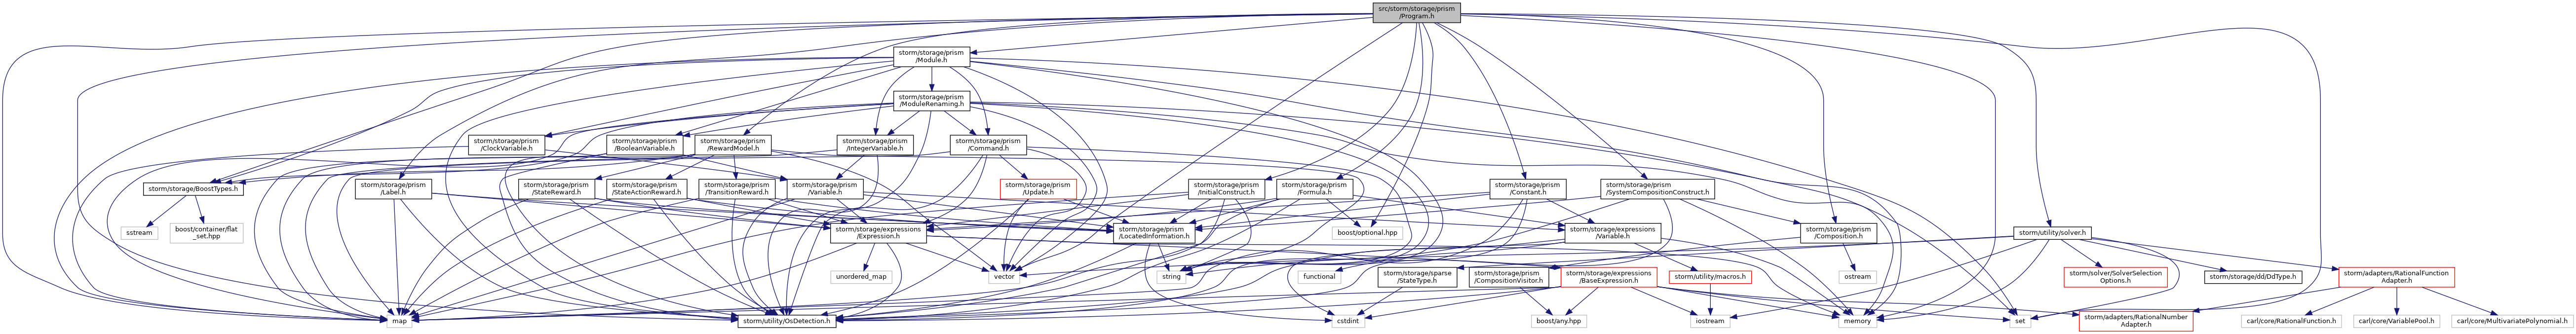 src/storm/storage/prism
/Program.h
storm/storage/prism
/Module.h
storm/storage/prism
/ModuleRenaming.h
storm/storage/prism
/ClockVariable.h
storm/storage/prism
/BooleanVariable.h
storm/storage/prism
/RewardModel.h
storm/storage/prism
/IntegerVariable.h
storm/storage/prism
/Command.h
storm/storage/BoostTypes.h
storm/storage/prism
/Label.h
storm/storage/prism
/StateReward.h
storm/storage/prism
/StateActionReward.h
storm/storage/prism
/TransitionReward.h
storm/storage/prism
/Variable.h
storm/storage/prism
/Update.h
storm/storage/prism
/InitialConstruct.h
storm/storage/prism
/Formula.h
storm/storage/prism
/Constant.h
storm/storage/prism
/SystemCompositionConstruct.h
sstream
boost/container/flat
_set.hpp
storm/storage/expressions
/Expression.h
storm/storage/prism
/LocatedInformation.h
boost/optional.hpp
storm/storage/expressions
/Variable.h
storm/storage/prism
/Composition.h
storm/utility/solver.h
unordered_map
vector
string
functional
storm/storage/sparse
/StateType.h
storm/storage/prism
/CompositionVisitor.h
storm/storage/expressions
/BaseExpression.h
storm/utility/macros.h
ostream
storm/solver/SolverSelection
Options.h
storm/storage/dd/DdType.h
storm/adapters/RationalFunction
Adapter.h
map
storm/utility/OsDetection.h
cstdint
boost/any.hpp
iostream
memory
set
storm/adapters/RationalNumber
Adapter.h
carl/core/RationalFunction.h
carl/core/VariablePool.h
carl/core/MultivariatePolynomial.h